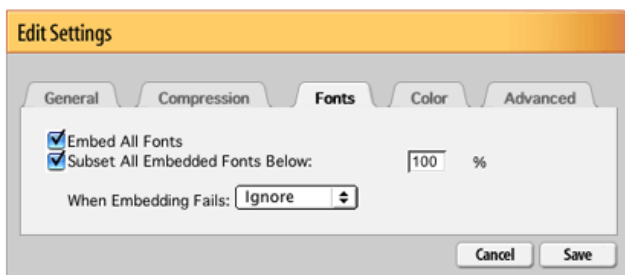 Edit Settings
General Compression Fonts Color Advanced
Embed All Fonts
Subset All Embedded Fonts Below: 100 %
When Embedding Fails: Ignore
Cancel Save